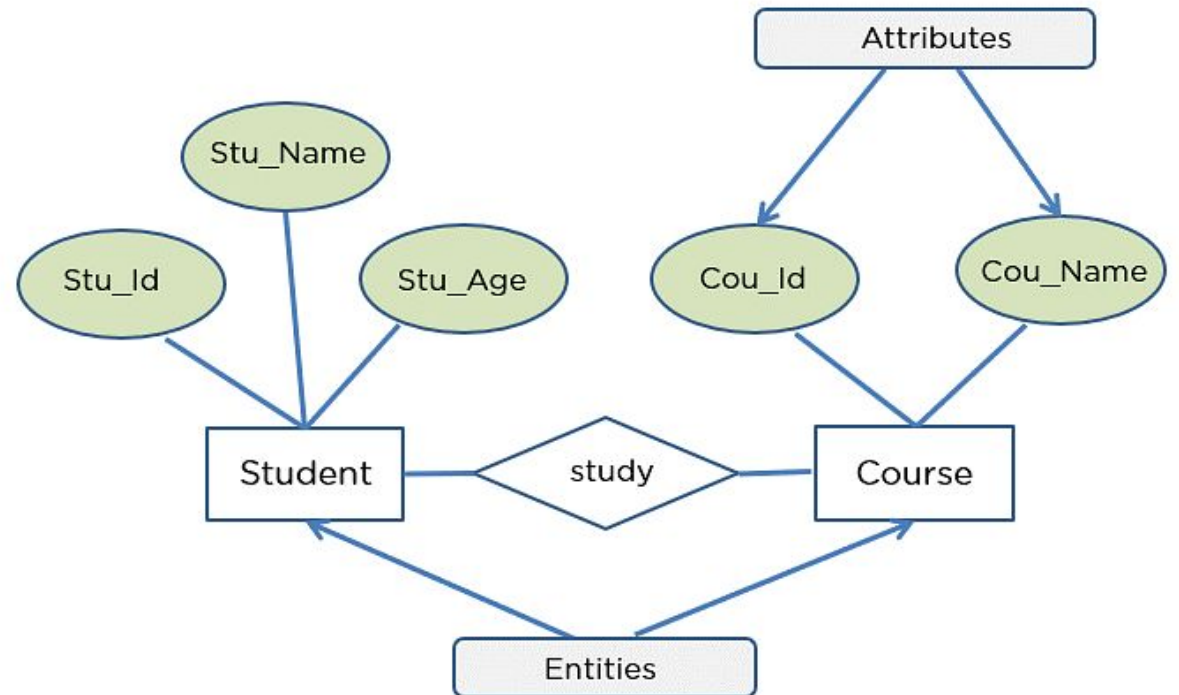 Attributes
Stu_Name
Stu_Id
Stu_Age
Cou_Id
Cou_Name
Student
study
Course
Entities